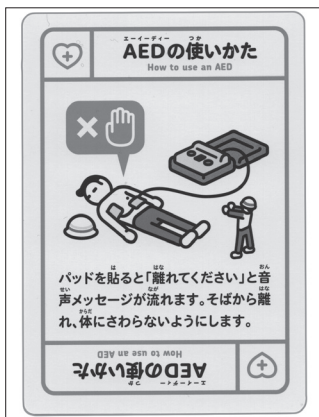 エーイーディー つか
AEDの使いかた
How to use an AED
は はな おん
パッドを貼ると「離れてください」と音
せい なが はな
声メッセージが流れます。そばから離
からだ
れ、体にさわらないようにします。
How to use an AED
AEDの使いかた
エーイーディー つか